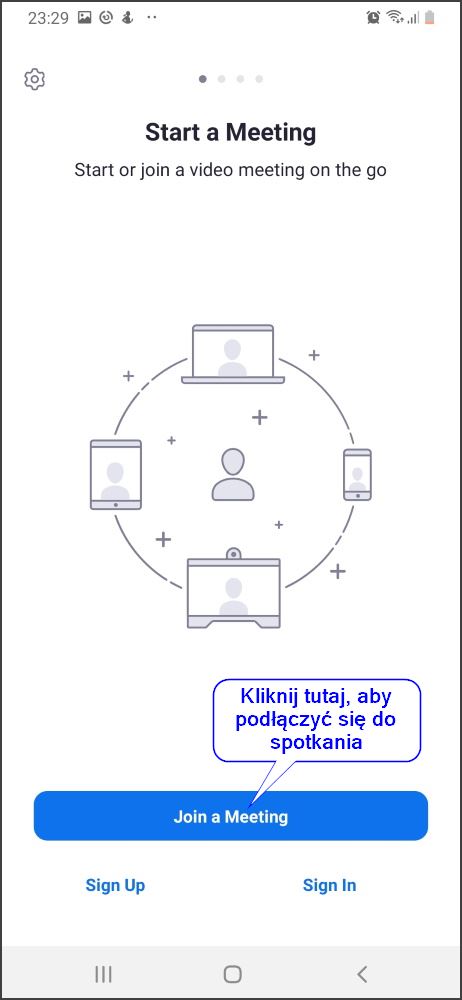 23:29
Start a Meeting
Start or join a video meeting on the go
Kliknij tutaj, aby
podłączyć się do
spotkania
Join a Meeting
Sign Up
Sign In